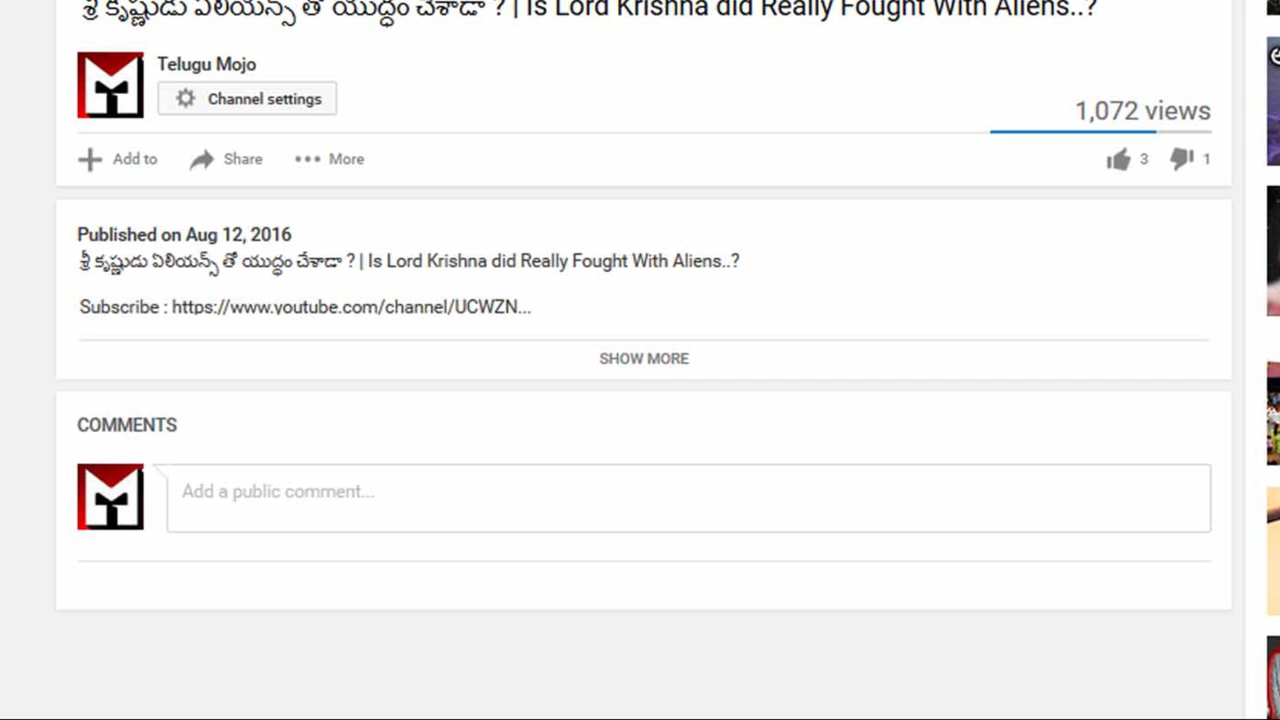 శ్రీ కృష్ణుడు ఏలియన్స్ తో యుద్ధం చేశాడా ? | Is Lord Krishna did Really Fought With Aliens..?
Telugu Mojo
Channel settings
1,072 views
Add to Share More 3 1
Published on Aug 12, 2016
శ్రీ కృష్ణుడు ఏలియన్స్ తో యుద్ధం చేశాడా ? | Is Lord Krishna did Really Fought With Aliens..?
Subscribe : https://www.youtube.com/channel/UCWZN...
SHOW MORE
COMMENTS
Add a public comment...